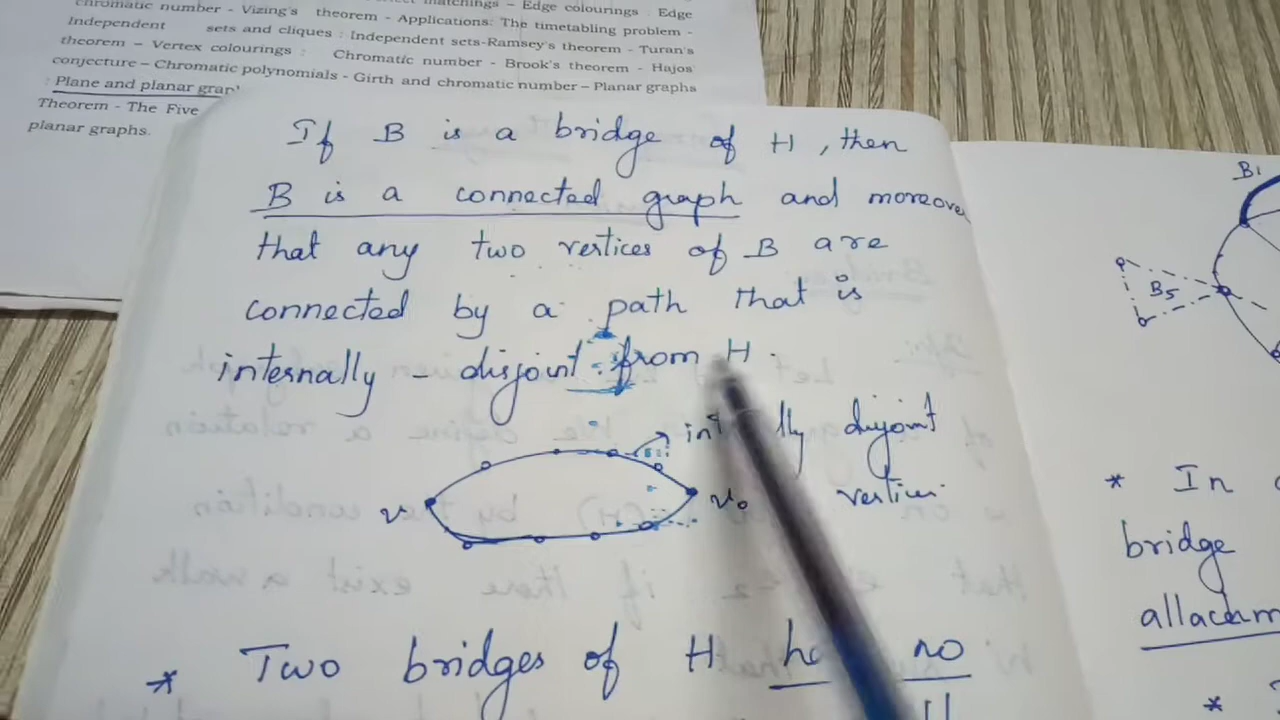 chromatic number - Vizing's theorem - Applications: The timetabling problem -
matchings – Edge colourings . Edge
Independent sets and cliques : Independent sets-Ramsey's theorem - Turan's
theorem – Vertex colourings : Chromatic number - Brook's theorem - Hajos
conjecture – Chromatic polynomials - Girth and chromatic number – Planar graphs
: Plane and planar grap
Theorem - The Five
planar graphs.
If B is a bridge of H, then
B is a connected graph and moreover
that any two vertices of B are
connected by a path that is
internally - disjoint from H.
disjoint
v v₀ vertices
* Two bridges of H no
B1
B5
* In
bridge
*